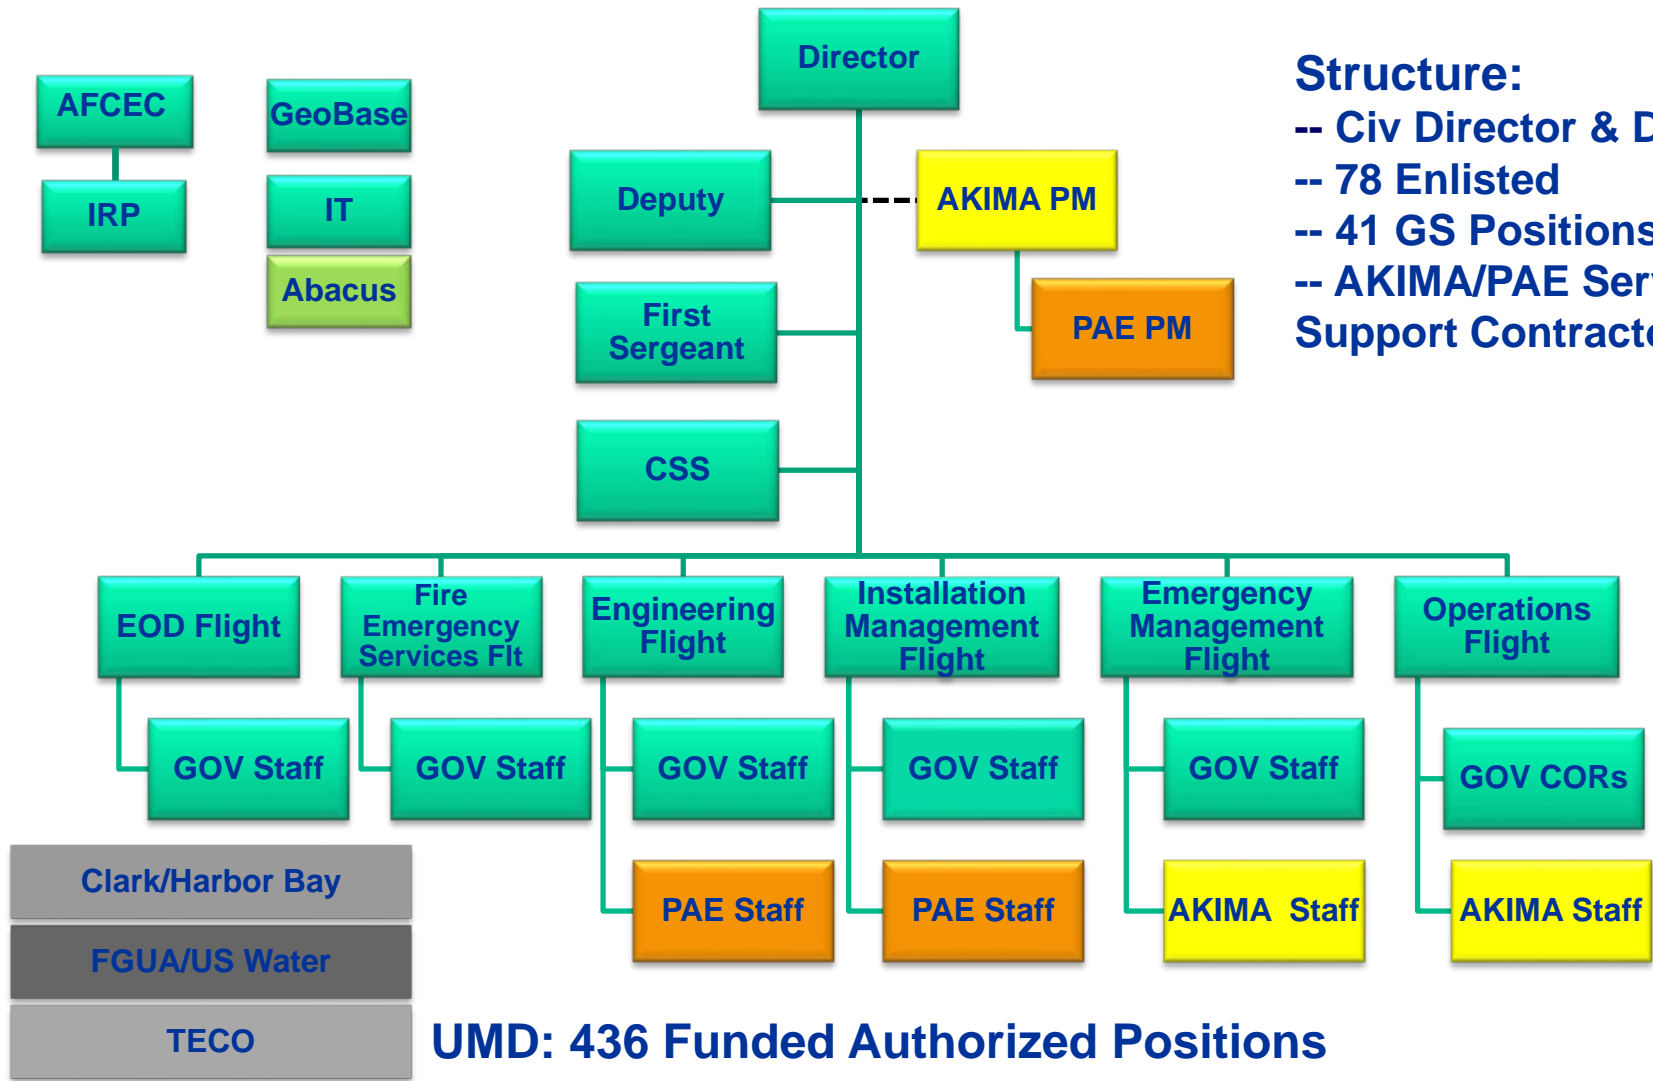 Director
Structure:
-- Civ Director & D
-- 78 Enlisted
-- 41 GS Positions
-- AKIMA/PAE Ser
Support Contract
AFCEC
IRP
GeoBase
IT
Abacus
Deputy
AKIMA PM
First
Sergeant
PAE PM
CSS
EOD Flight
Fire
Emergency
Services Flt
Engineering
Flight
Installation
Management
Flight
Emergency
Management
Flight
Operations
Flight
GOV Staff
GOV Staff
GOV Staff
GOV Staff
GOV Staff
GOV CORs
PAE Staff
PAE Staff
AKIMA Staff
AKIMA Staff
Clark/Harbor Bay
FGUA/US Water
TECO
UMD: 436 Funded Authorized Positions